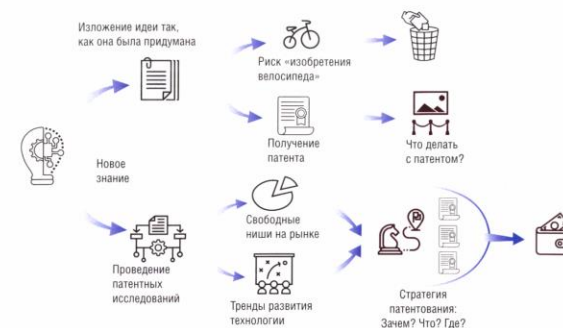 Изложение идеи так,
как она была придумана
Риск «изобретения
велосипеда»
Получение
патента
Что делать
с патентом?
Новое
знание
Свободные
ниши на рынке
Проведение
патентных
исследований
Тренды развития
технологии
Стратегия
патентования:
Зачем? Что? Где?